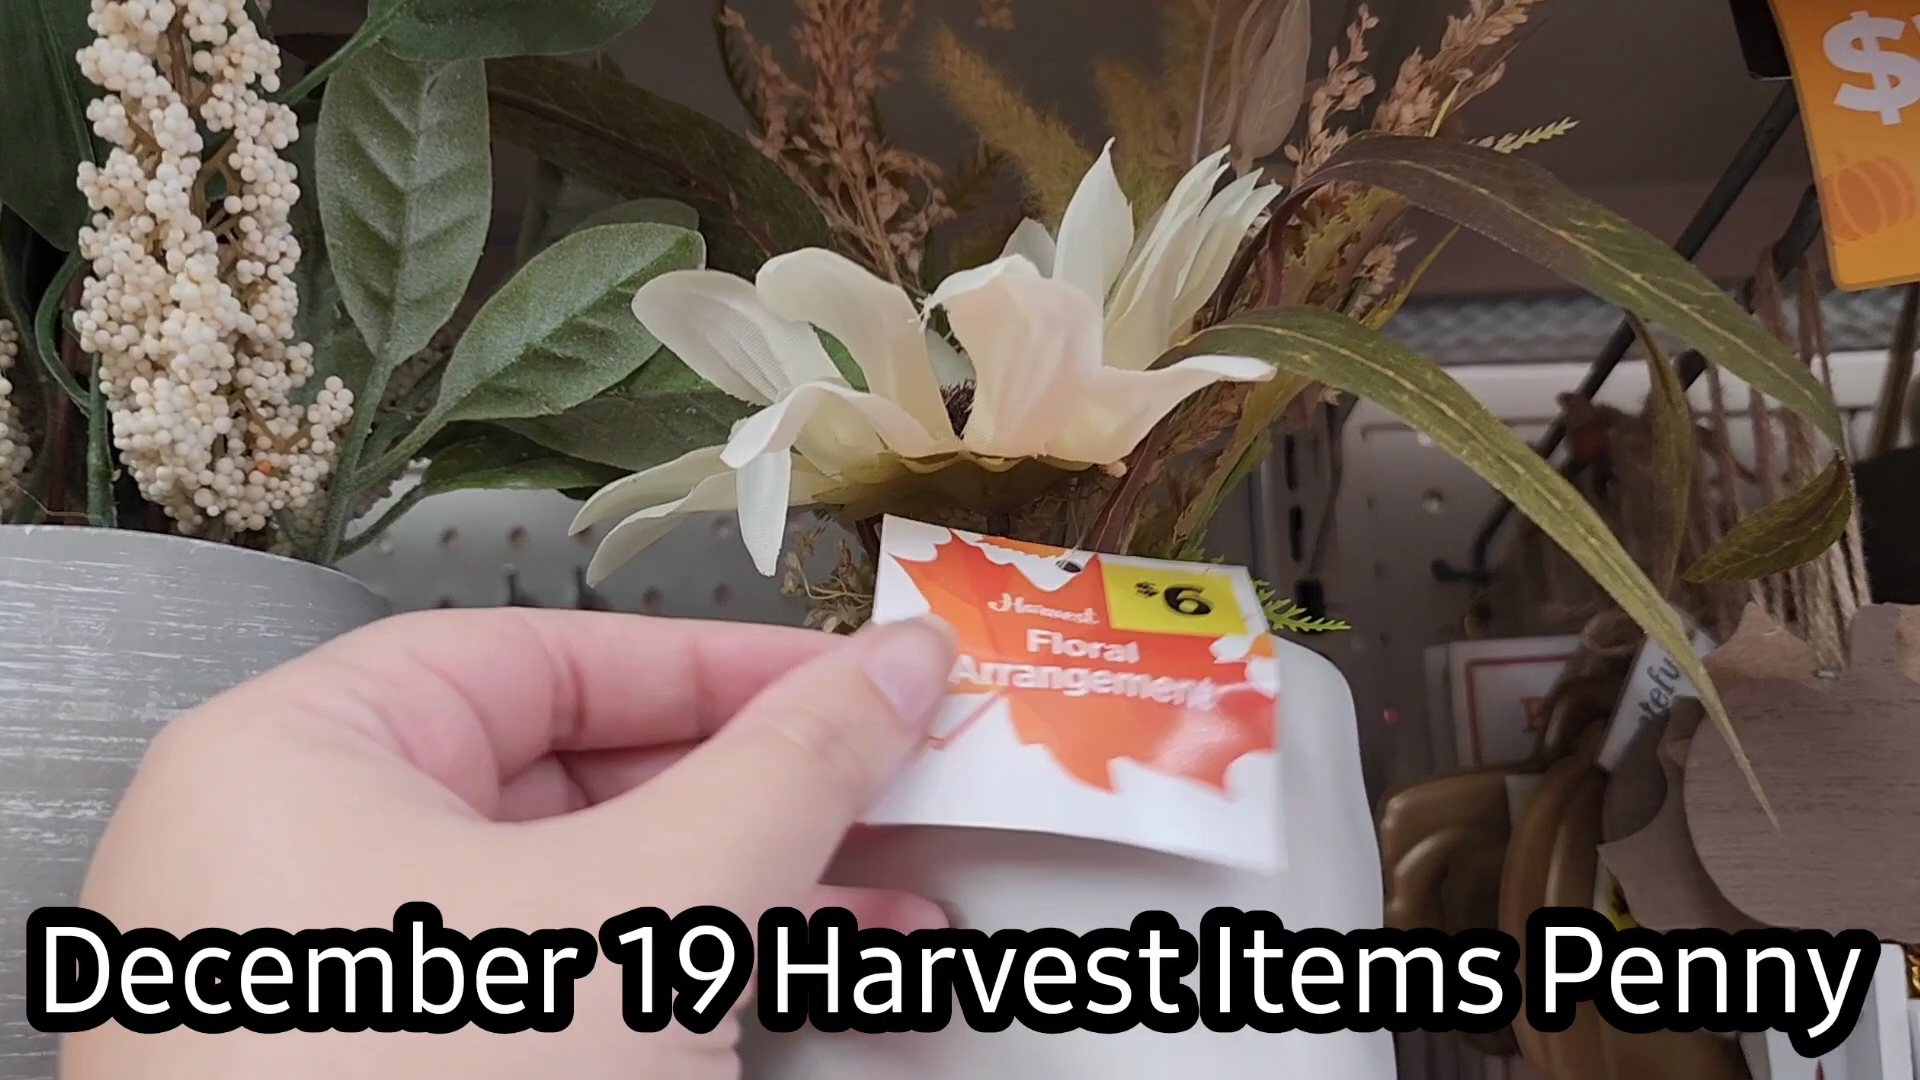 $
Harvest
$6
Floral
Arrangement
December 19 Harvest Items Penny